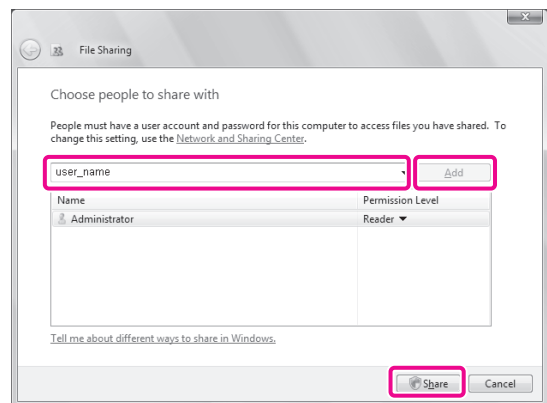 File Sharing
Choose people to share with
People must have a user account and password for this computer to access files you have shared. To
change this setting, use the Network and Sharing Center.
user_name Add
Name Permission Level
Administrator Reader
Tell me about different ways to share in Windows.
Share Cancel